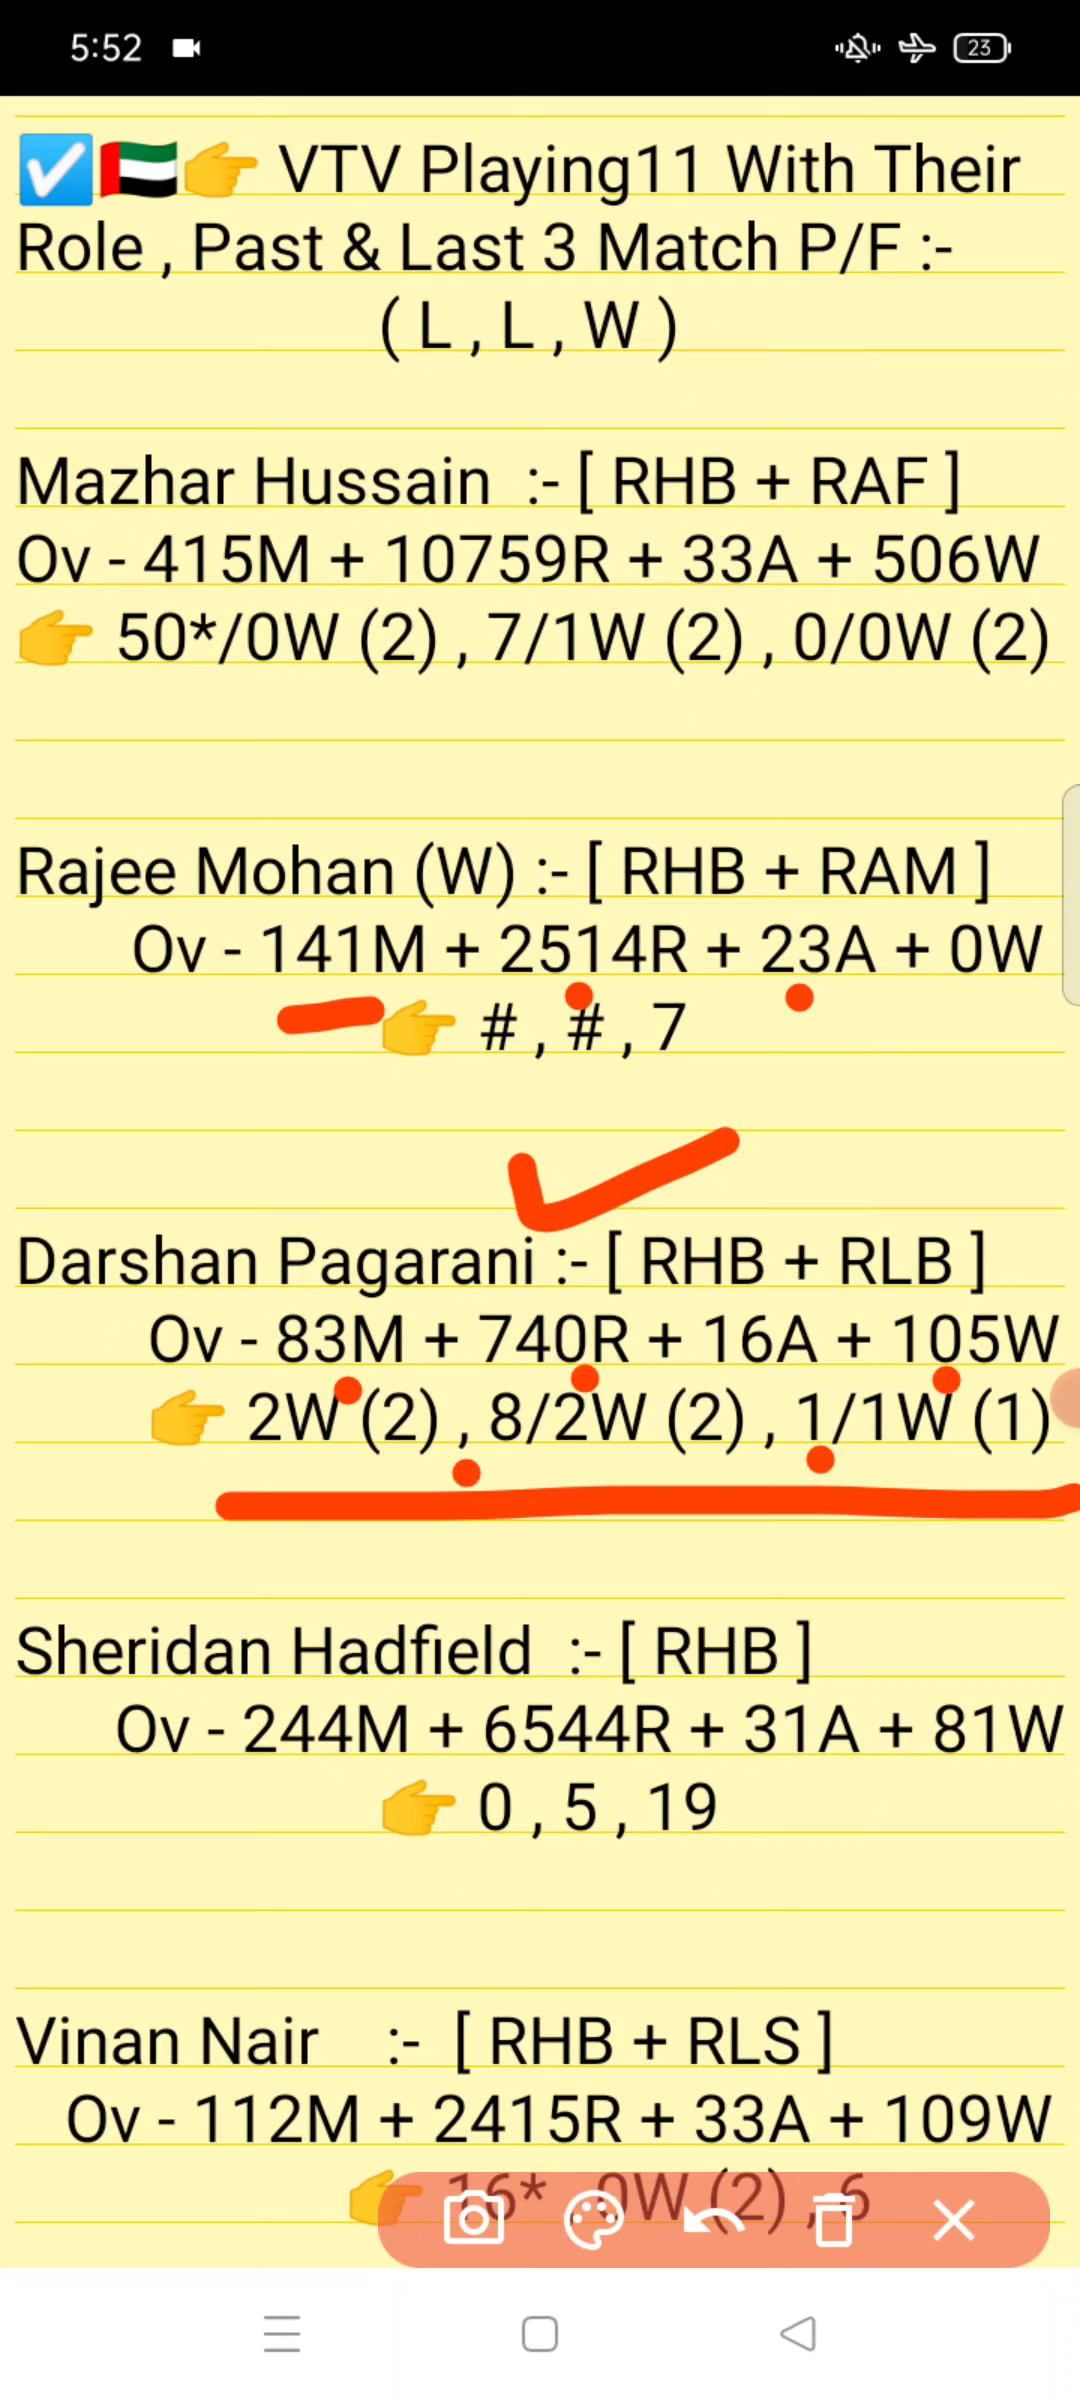 5:52
23
VTV Playing11 With Their
Role , Past & Last 3 Match P/F :-
( L , L , W )
Mazhar Hussain :- [ RHB + RAF ]
Ov - 415M + 10759R + 33A + 506W
50*/0W (2) , 7/1W (2) , 0/0W (2)
Rajee Mohan (W) :- [ RHB + RAM ]
Ov - 141M + 2514R + 23A + 0W
# , # , 7
Darshan Pagarani :- [ RHB + RLB ]
Ov - 83M + 740R + 16A + 105W
2W (2) , 8/2W (2) , 1/1W (1)
Sheridan Hadfield :- [ RHB ]
Ov - 244M + 6544R + 31A + 81W
0 , 5 , 19
Vinan Nair :- [ RHB + RLS ]
Ov - 112M + 2415R + 33A + 109W
16* , 0W (2) , 6